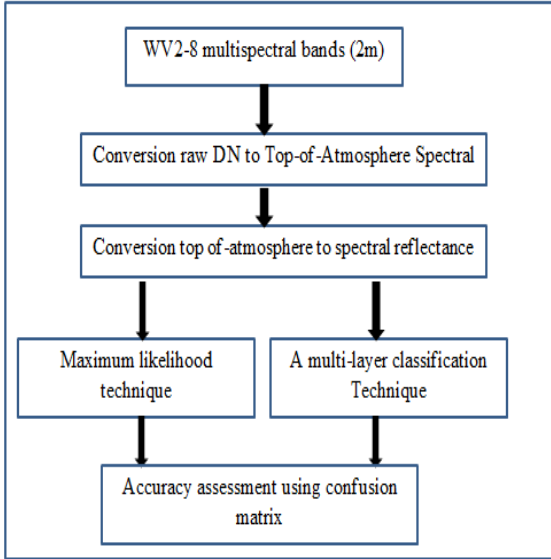 WV2-8 multispectral bands (2m)
Conversion raw DN to Top-of-Atmosphere Spectral
Conversion top of-atmosphere to spectral reflectance
Maximum likelihood
technique
A multi-layer classification
Technique
Accuracy assessment using confusion
matrix